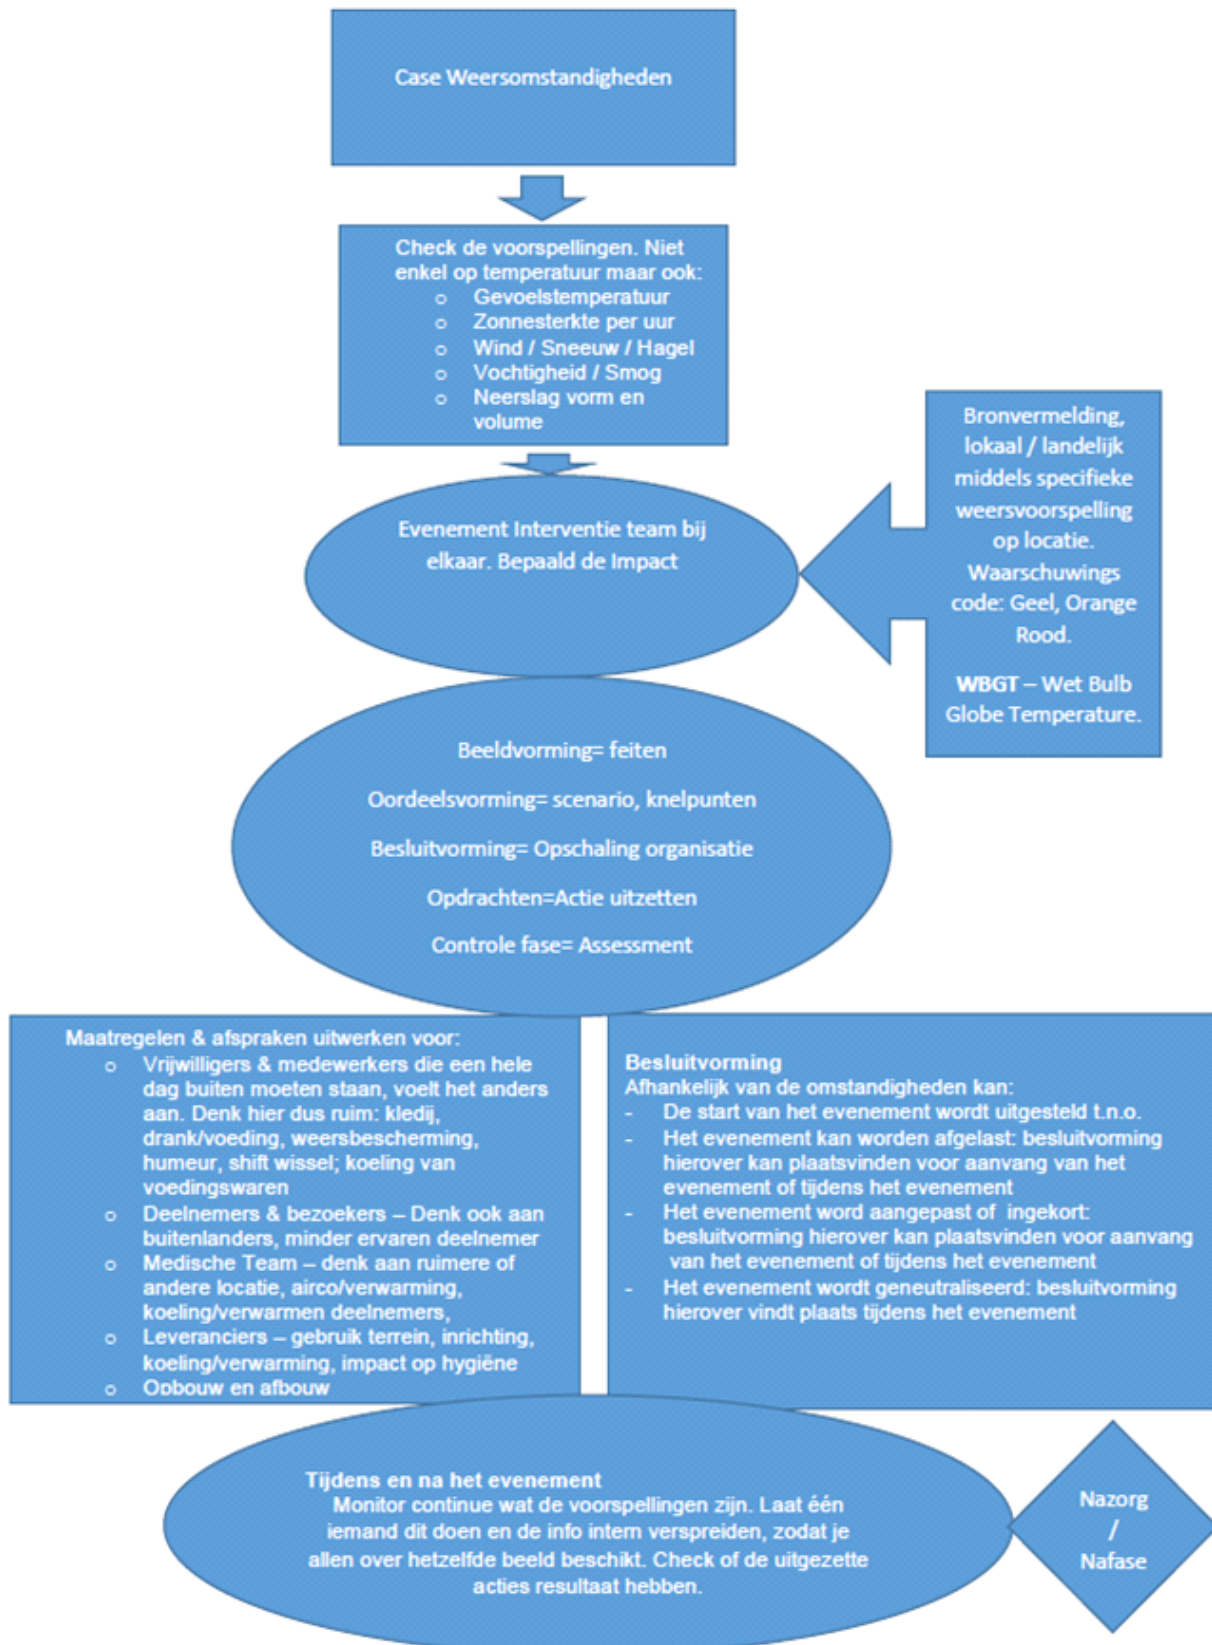 Case Weersomstandigheden
Check de voorspellingen. Niet
enkel op temperatuur maar ook:
o Gevoelstemperatuur
o Zonnesterkte per uur
o Wind / Sneeuw / Hagel
o Vochtigheid / Smog
o Neerslag vorm en
volume
Evenement Interventie team bij
elkaar. Bepaald de Impact
Bronvermelding,
lokaal / landelijk
middels specifieke
weersvoorspelling
op locatie.
Waarschuwings
code: Geel, Orange
Rood.
WBGT – Wet Bulb
Globe Temperature.
Beeldvorming= feiten
Oordeelsvorming= scenario, knelpunten
Besluitvorming= Opschaling organisatie
Opdrachten=Actie uitzetten
Controle fase= Assessment
Maatregelen & afspraken uitwerken voor:
o Vrijwilligers & medewerkers die een hele
dag buiten moeten staan, voelt het anders
aan. Denk hier dus ruim: kledij,
drank/voeding, weersbescherming,
humeur, shift wissel; koeling van
voedingswaren
o Deelnemers & bezoekers – Denk ook aan
buitenlanders, minder ervaren deelnemer
o Medische Team – denk aan ruimere of
andere locatie, airco/verwarming,
koeling/verwarmen deelnemers,
o Leveranciers – gebruik terrein, inrichting,
koeling/verwarming, impact op hygiëne
o Opbouw en afbouw
Besluitvorming
Afhankelijk van de omstandigheden kan:
- De start van het evenement wordt uitgesteld t.n.o.
- Het evenement kan worden afgelast: besluitvorming
hierover kan plaatsvinden voor aanvang van het
evenement of tijdens het evenement
- Het evenement word aangepast of ingekort:
besluitvorming hierover kan plaatsvinden voor aanvang
van het evenement of tijdens het evenement
- Het evenement wordt geneutraliseerd: besluitvorming
hierover vindt plaats tijdens het evenement
Tijdens en na het evenement
Monitor continue wat de voorspellingen zijn. Laat één
iemand dit doen en de info intern verspreiden, zodat je
allen over hetzelfde beeld beschikt. Check of de uitgezette
acties resultaat hebben.
Nazorg
/
Nafase